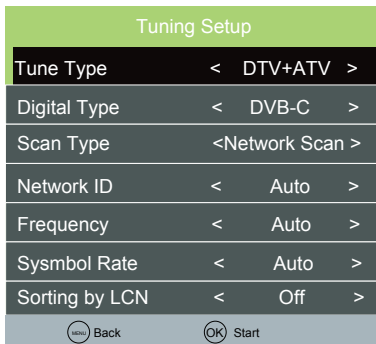 Tuning Setup
Tune Type < DTV+ATV >
Digital Type < DVB-C >
Scan Type <Network Scan >
Network ID < Auto >
Frequency < Auto >
Sysmbol Rate < Auto >
Sorting by LCN < Off >
MENU Back OK Start